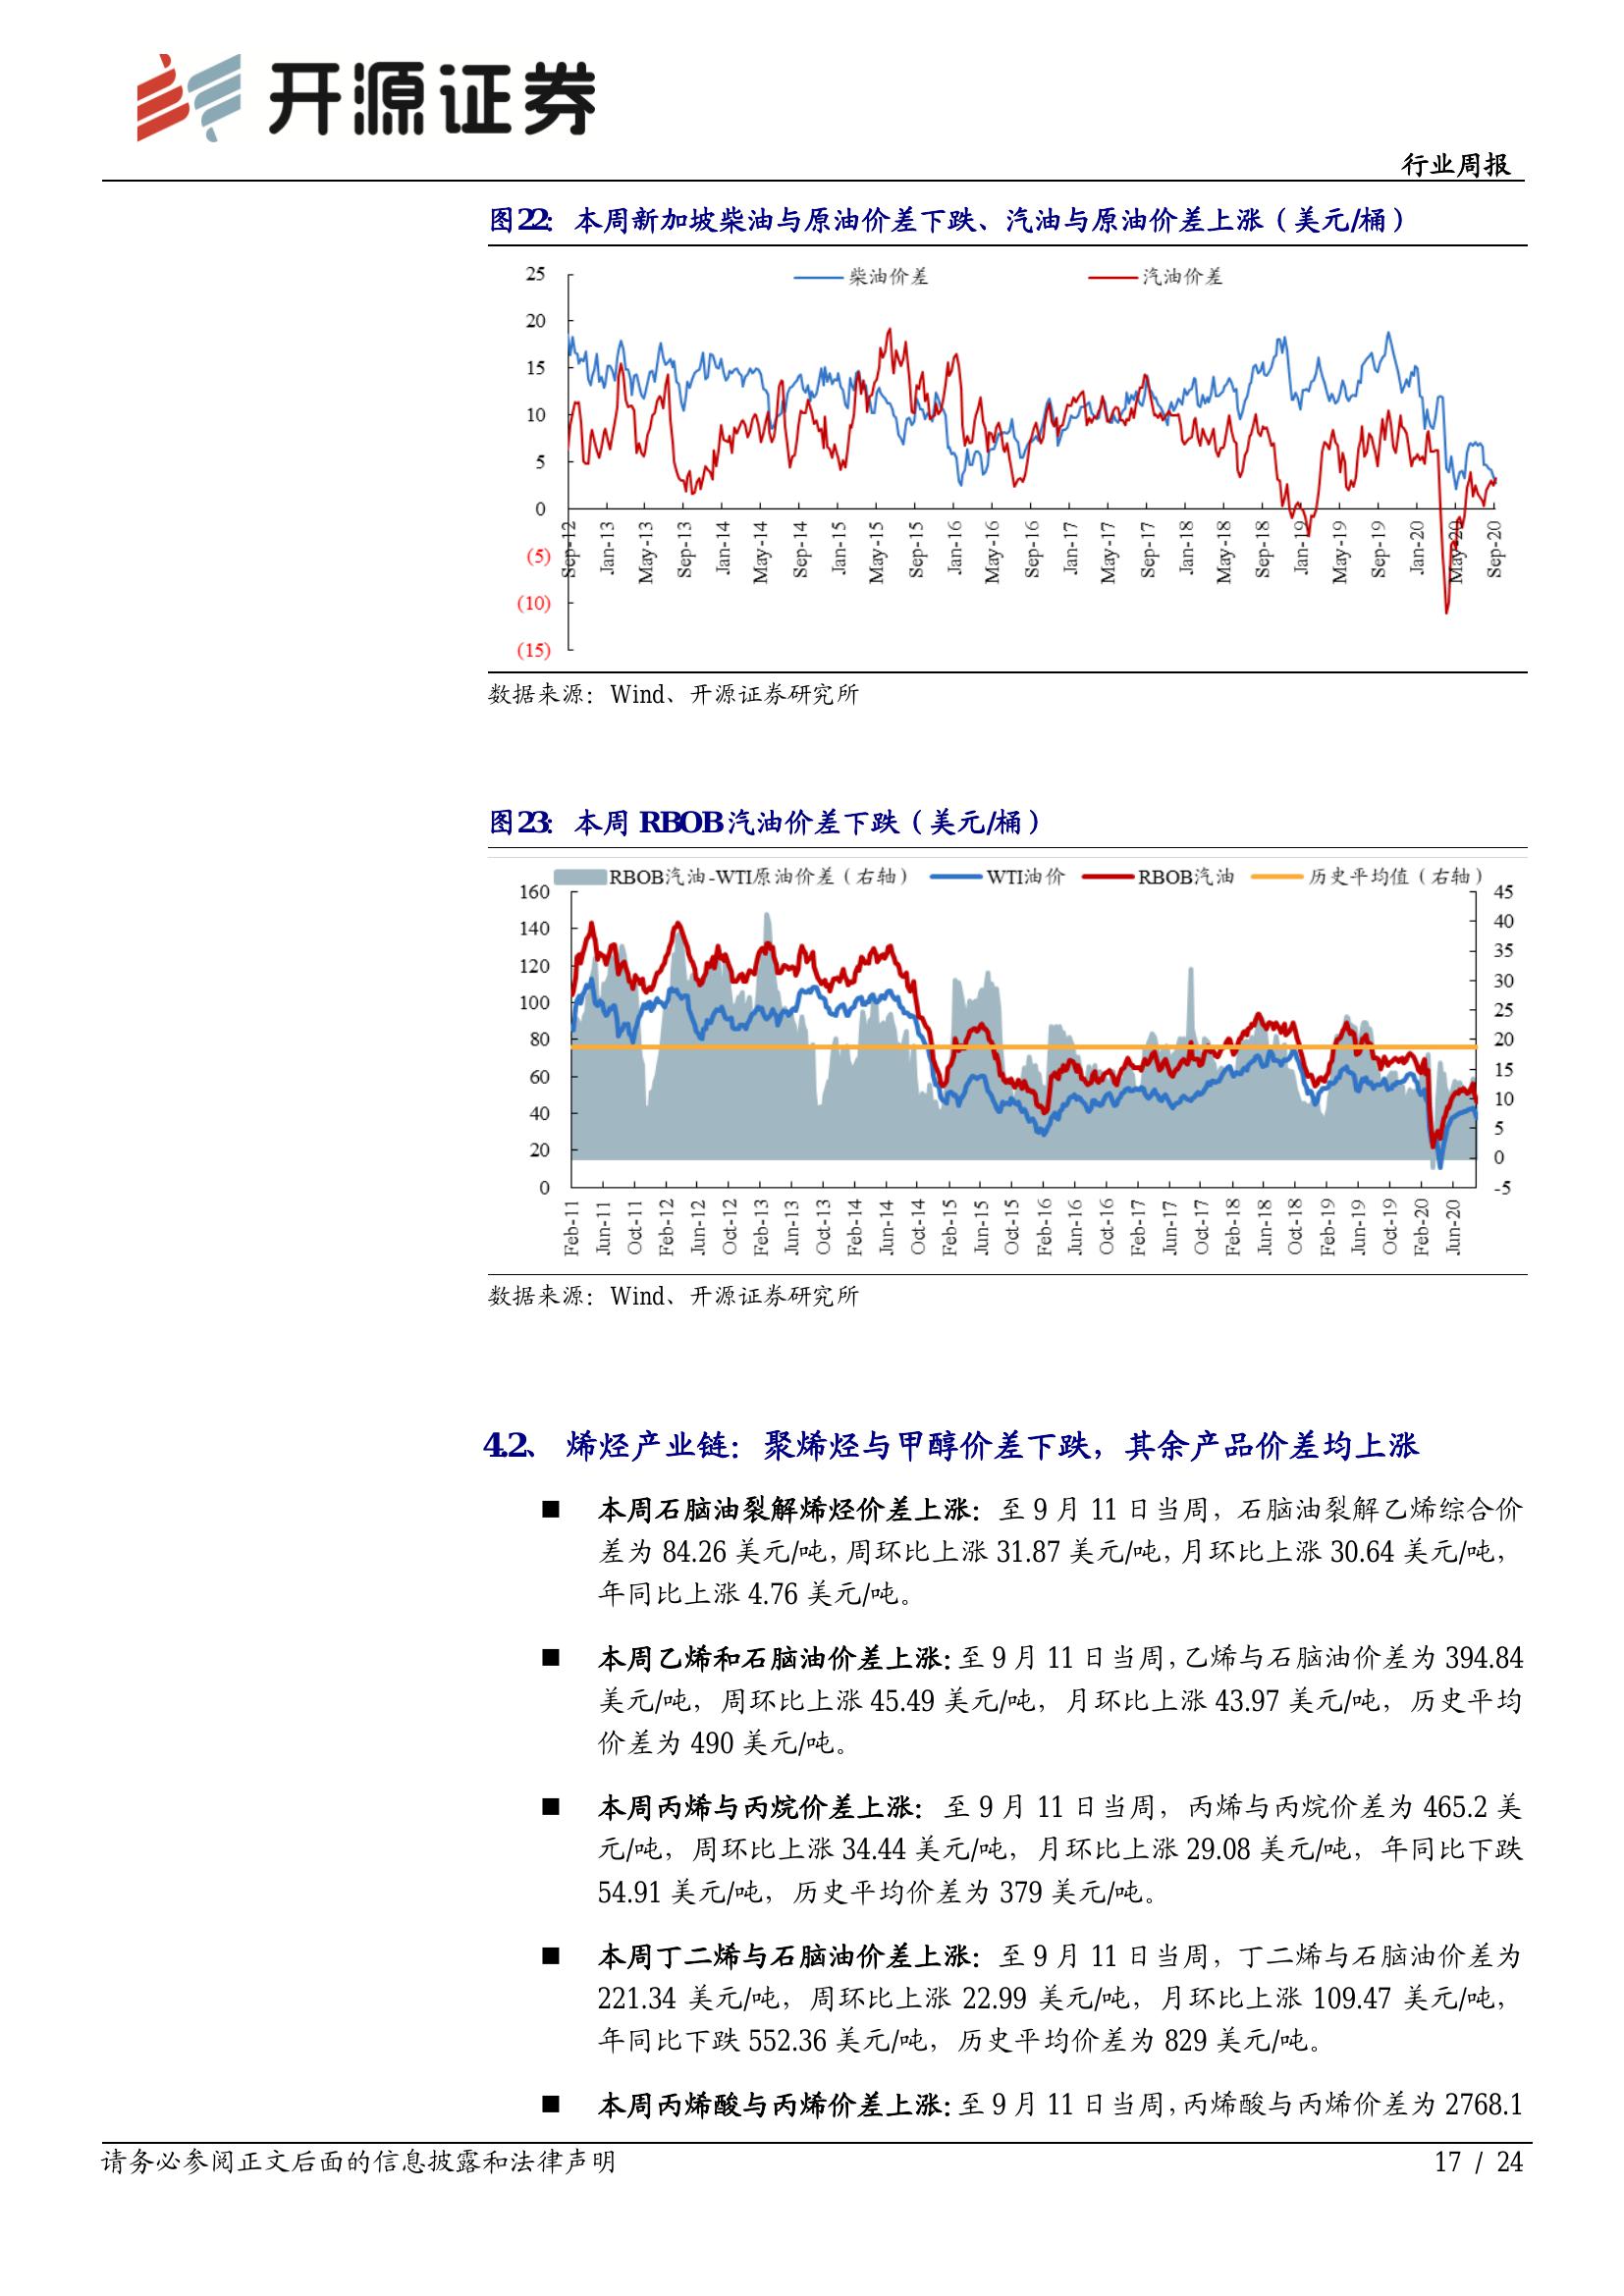 开源证券
行业周报
图22：本周新加坡柴油与原油价差下跌、汽油与原油价差上涨（美元/桶）
柴油价差 汽油价差
25
20
15
10
5
0
(5)
(10)
(15)
Sep-12 Jan-13 May-13 Sep-13 Jan-14 May-14 Sep-14 Jan-15 May-15 Sep-15 Jan-16 May-16 Sep-16 Jan-17 May-17 Sep-17 Jan-18 May-18 Sep-18 Jan-19 May-19 Sep-19 Jan-20 May-20 Sep-20
数据来源：Wind、开源证券研究所
图23：本周 RBOB 汽油价差下跌（美元/桶）
RBOB汽油-WTI原油价差（右轴） WTI油价 RBOB汽油 历史平均值（右轴）
160 45
140 40
120 35
100 30
80 25
60 20
40 15
20 10
0 5
0
-5
Feb-11 Jun-11 Oct-11 Feb-12 Jun-12 Oct-12 Feb-13 Jun-13 Oct-13 Feb-14 Jun-14 Oct-14 Feb-15 Jun-15 Oct-15 Feb-16 Jun-16 Oct-16 Feb-17 Jun-17 Oct-17 Feb-18 Jun-18 Oct-18 Feb-19 Jun-19 Oct-19 Feb-20 Jun-20
数据来源：Wind、开源证券研究所
4.2、 烯烃产业链：聚烯烃与甲醇价差下跌，其余产品价差均上涨
■ 本周石脑油裂解烯烃价差上涨：至 9 月 11 日当周，石脑油裂解乙烯综合价
差为 84.26 美元/吨，周环比上涨 31.87 美元/吨，月环比上涨 30.64 美元/吨，
年同比上涨 4.76 美元/吨。
■ 本周乙烯和石脑油价差上涨：至 9 月 11 日当周，乙烯与石脑油价差为 394.84
美元/吨，周环比上涨 45.49 美元/吨，月环比上涨 43.97 美元/吨，历史平均
价差为 490 美元/吨。
■ 本周丙烯与丙烷价差上涨：至 9 月 11 日当周，丙烯与丙烷价差为 465.2 美
元/吨，周环比上涨 34.44 美元/吨，月环比上涨 29.08 美元/吨，年同比下跌
54.91 美元/吨，历史平均价差为 379 美元/吨。
■ 本周丁二烯与石脑油价差上涨：至 9 月 11 日当周，丁二烯与石脑油价差为
221.34 美元/吨，周环比上涨 22.99 美元/吨，月环比上涨 109.47 美元/吨，
年同比下跌 552.36 美元/吨，历史平均价差为 829 美元/吨。
■ 本周丙烯酸与丙烯价差上涨：至 9 月 11 日当周，丙烯酸与丙烯价差为 2768.1
请务必参阅正文后面的信息披露和法律声明 17 / 24